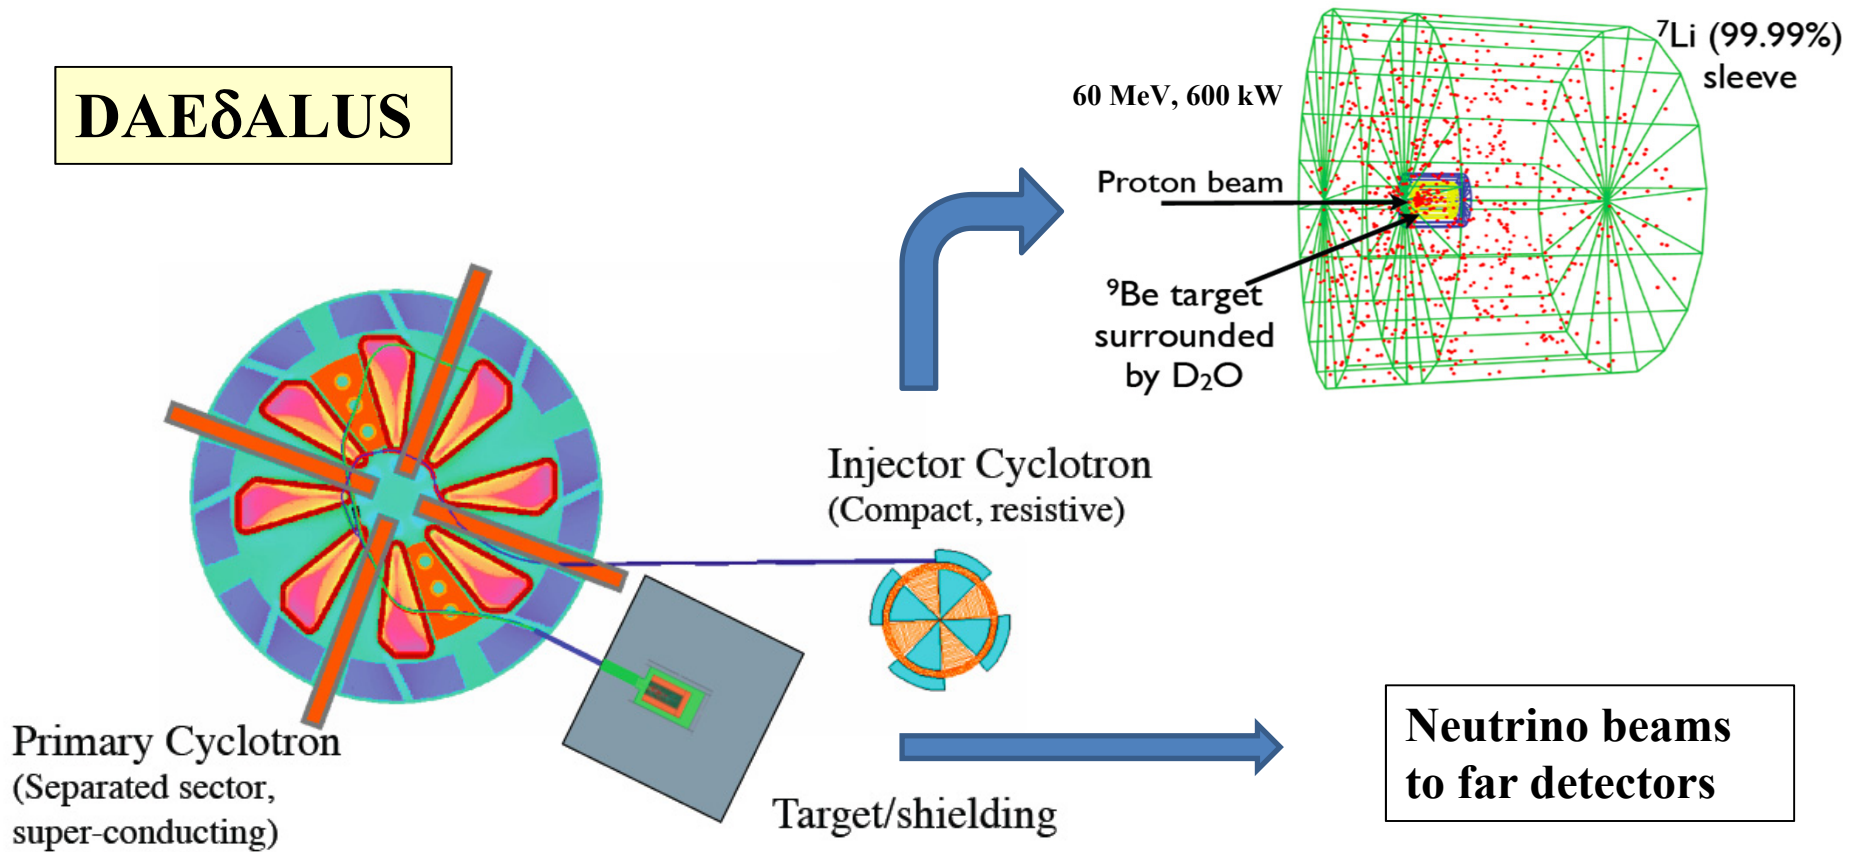 DAEδALUS
60 MeV, 600 kW
⁷Li (99.99%)
sleeve
Proton beam
⁹Be target
surrounded
by D₂O
Injector Cyclotron
(Compact, resistive)
Primary Cyclotron
(Separated sector,
super-conducting)
Target/shielding
Neutrino beams
to far detectors